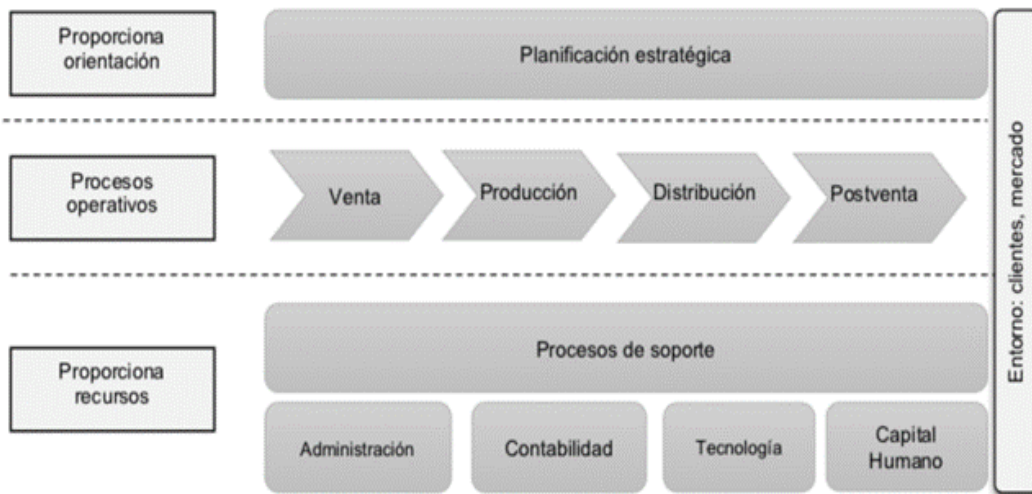 Proporciona
orientación
Planificación estratégica
Procesos
operativos
Venta
Producción
Distribución
Postventa
Proporciona
recursos
Procesos de soporte
Administración
Contabilidad
Tecnología
Capital
Humano
Entorno: clientes, mercado